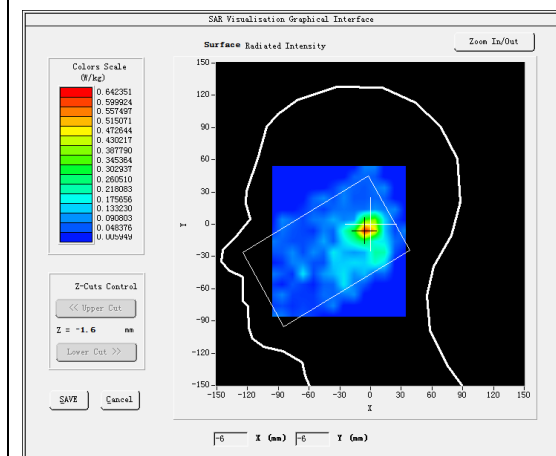 SAR Visualisation Graphical Interface
Surface Radiated Intensity
Zoom In/Out
Colors Scale
(W/kg)
0.642351
0.599924
0.557497
0.515071
0.472644
0.430217
0.387790
0.345364
0.302937
0.260510
0.218083
0.175656
0.133230
0.090803
0.048376
0.005949
Z-Cuts Control
<< Upper Cut
Z = -1.6 mm
Lower Cut >>
SAVE
Cancel
150
120
90
60
30
0
-30
-60
-90
-120
-150
Y
-150 -120 -90 -60 -30 0 30 60 90 120 150
X
-6 X (mm) -6 Y (mm)